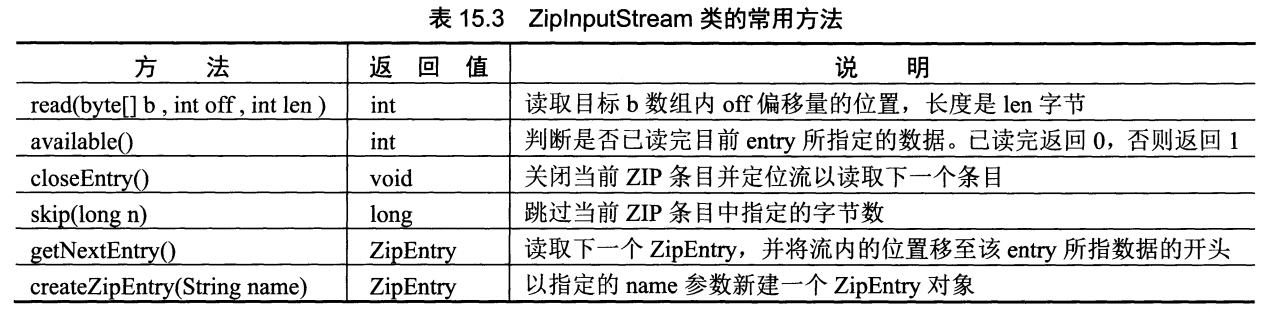 表 15.3 ZipInputStream 类的常用方法
方 法 返 回 值 说 明
read(byte[] b , int off , int len ) int 读取目标 b 数组内 off 偏移量的位置，长度是 len 字节
available() int 判断是否已读完目前 entry 所指定的数据。已读完返回 0，否则返回 1
closeEntry() void 关闭当前 ZIP 条目并定位流以读取下一个条目
skip(long n) long 跳过当前 ZIP 条目中指定的字节数
getNextEntry() ZipEntry 读取下一个 ZipEntry，并将流内的位置移至该 entry 所指数据的开头
createZipEntry(String name) ZipEntry 以指定的 name 参数新建一个 ZipEntry 对象